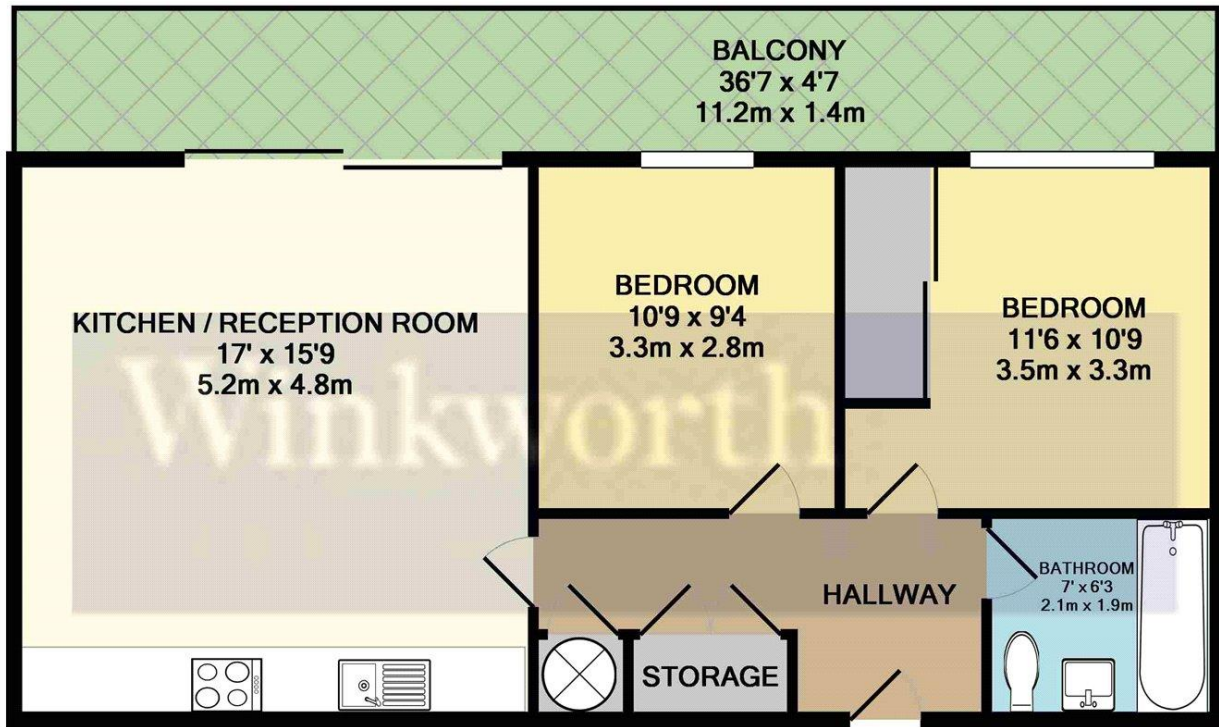 BALCONY
36'7 x 4'7
11.2m x 1.4m
KITCHEN / RECEPTION ROOM
17' x 15'9
5.2m x 4.8m
BEDROOM
10'9 x 9'4
3.3m x 2.8m
BEDROOM
11'6 x 10'9
3.5m x 3.3m
Winkworth
BATHROOM
7' x 6'3
2.1m x 1.9m
HALLWAY
STORAGE